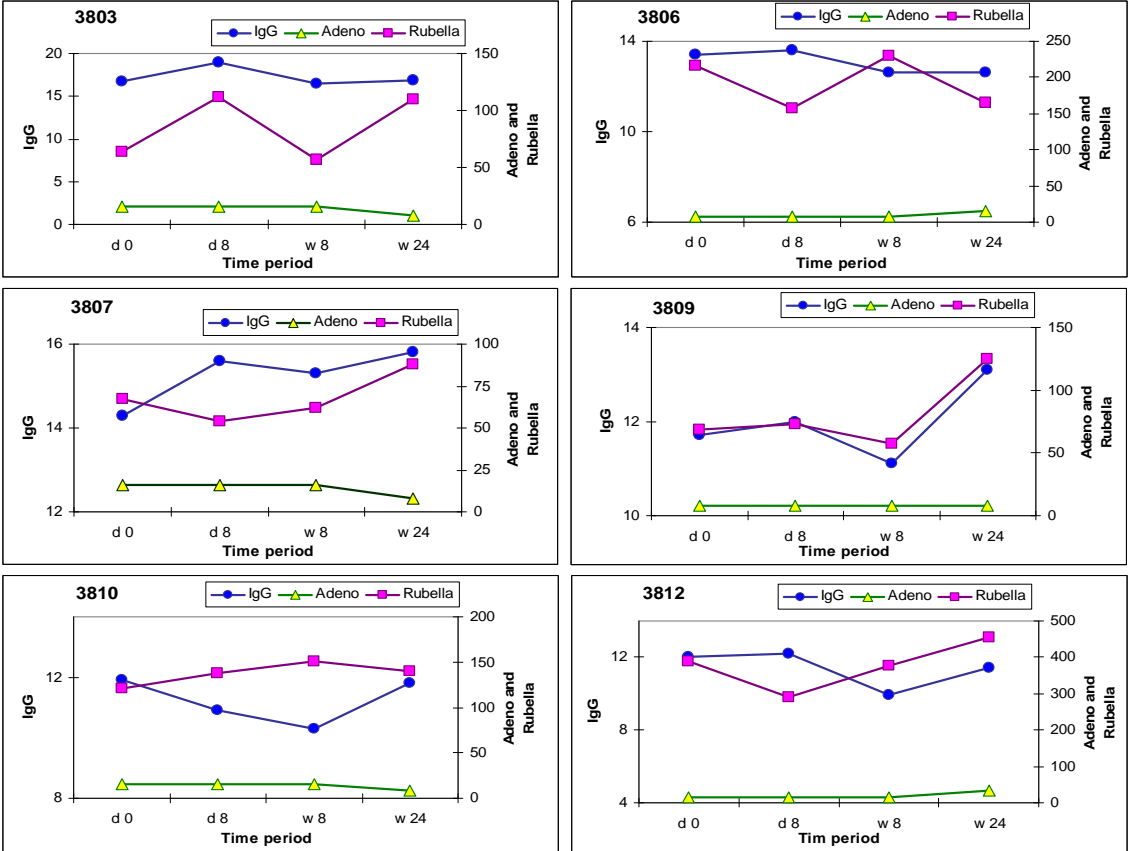 3803
IgG Adeno Rubella
20 150
15
100
10
50
5
0 0
IgG
Adeno and
Rubella
d 0 d 8 w 8 w 24
Time period
3806
IgG Adeno Rubella
14 250
200
10 150
100
50
6 0
IgG
Adeno and
Rubella
d 0 d 8 w 8 w 24
Time period
3807
IgG Adeno Rubella
16 100
75
14 50
25
12 0
IgG
Adeno and
Rubella
d 0 d 8 w 8 w 24
Time period
3809
IgG Adeno Rubella
14 150
100
12
50
10 0
IgG
Adeno and
Rubella
d 0 d 8 w 8 w 24
Time period
3810
IgG Adeno Rubella
200
12 150
100
50
8 0
IgG
Adeno and
Rubella
d 0 d 8 w 8 w 24
Time period
3812
IgG Adeno Rubella
500
12 400
300
8 200
100
4 0
IgG
Adeno and
Rubella
d 0 d 8 w 8 w 24
Tim period